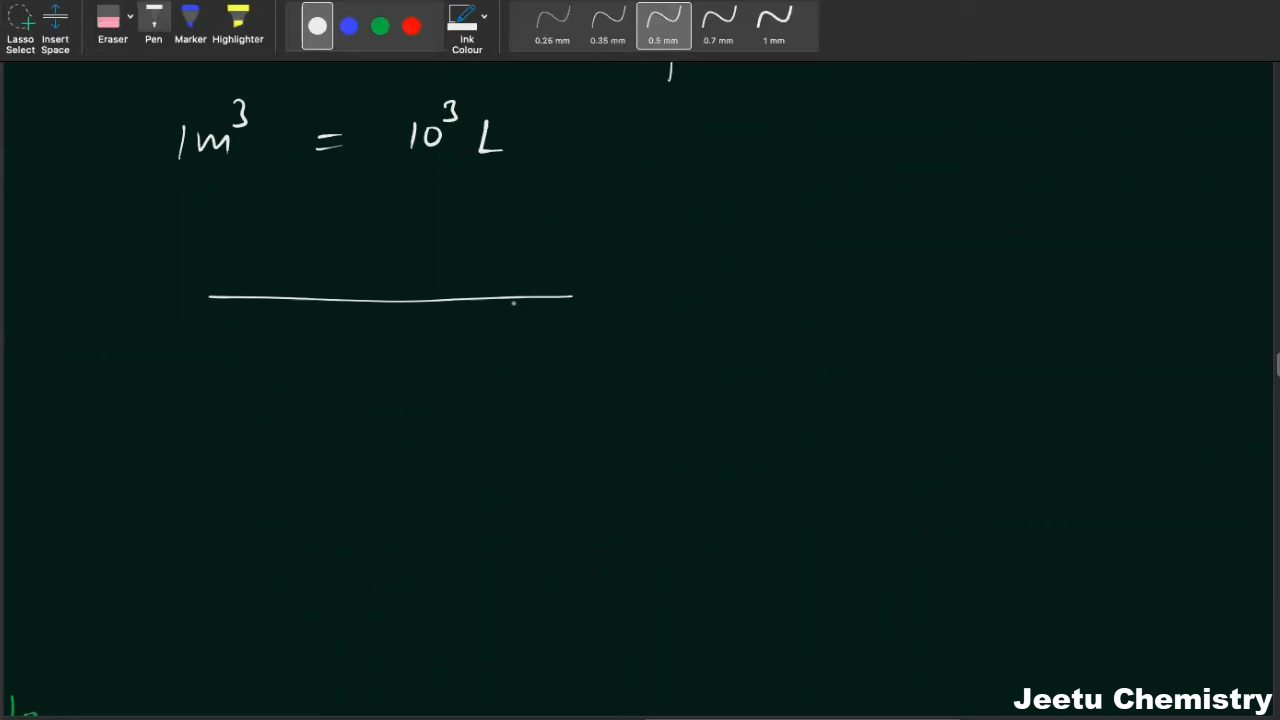 Lasso Select
Insert Space
Eraser
Pen
Marker
Highlighter
Ink Colour
0.25 mm
0.35 mm
0.5 mm
0.7 mm
1 mm
1m³ = 10³ L
Jeetu Chemistry